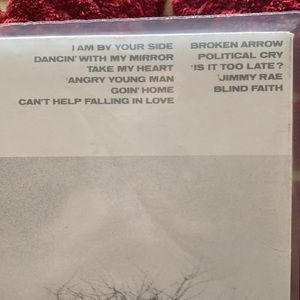 I AM BY YOUR SIDE
DANCIN' WITH MY MIRROR
TAKE MY HEART
'ANGRY YOUNG MAN
GOIN' HOME
CAN'T HELP FALLING IN LOVE
BROKEN ARROW
POLITICAL CRY
'IS IT TOO LATE?
'JIMMY RAE
BLIND FAITH